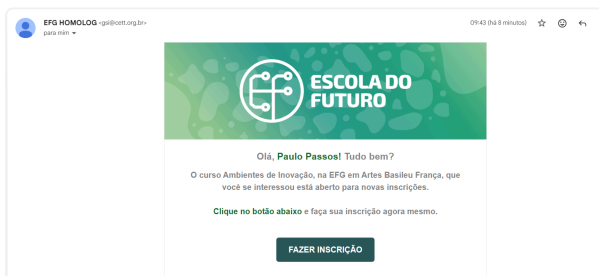 EFG HOMOLOG <gsi@cett.org.br>
09:43 (há 8 minutos)
para mim
ESCOLA DO
FUTURO
Olá, Paulo Passos! Tudo bem?
O curso Ambientes de Inovação, na EFG em Artes Basileu França, que
você se interessou está aberto para novas inscrições.
Clique no botão abaixo e faça sua inscrição agora mesmo.
FAZER INSCRIÇÃO